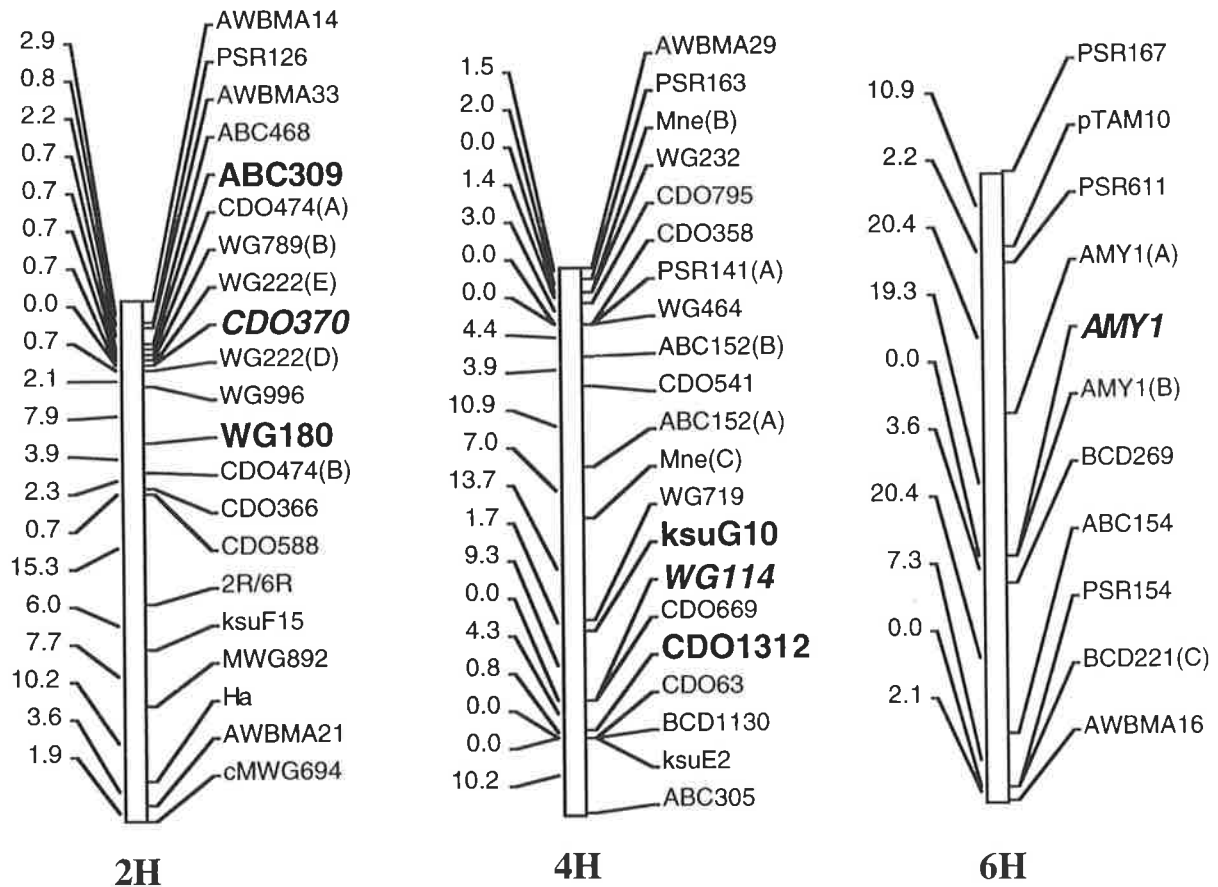 2.9
0.8
2.2
0.7
0.7
0.7
0.7
0.0
0.7
2.1
7.9
3.9
2.3
0.7
15.3
6.0
7.7
10.2
3.6
1.9
AWBMA14
PSR126
AWBMA33
ABC468
ABC309
CDO474(A)
WG789(B)
WG222(E)
CDO370
WG222(D)
WG996
WG180
CDO474(B)
CDO366
CDO588
2R/6R
ksuF15
MWG892
Ha
AWBMA21
cMWG694
2H
1.5
2.0
0.0
1.4
3.0
0.0
0.0
4.4
3.9
10.9
7.0
13.7
1.7
9.3
0.0
4.3
0.8
0.0
0.0
10.2
AWBMA29
PSR163
Mne(B)
WG232
CDO795
CDO358
PSR141(A)
WG464
ABC152(B)
CDO541
ABC152(A)
Mne(C)
WG719
ksuG10
WG114
CDO669
CDO1312
CDO63
BCD1130
ksuE2
ABC305
4H
10.9
2.2
20.4
19.3
0.0
3.6
20.4
7.3
0.0
2.1
PSR167
pTAM10
PSR611
AMY1(A)
AMY1
AMY1(B)
BCD269
ABC154
PSR154
BCD221(C)
AWBMA16
6H